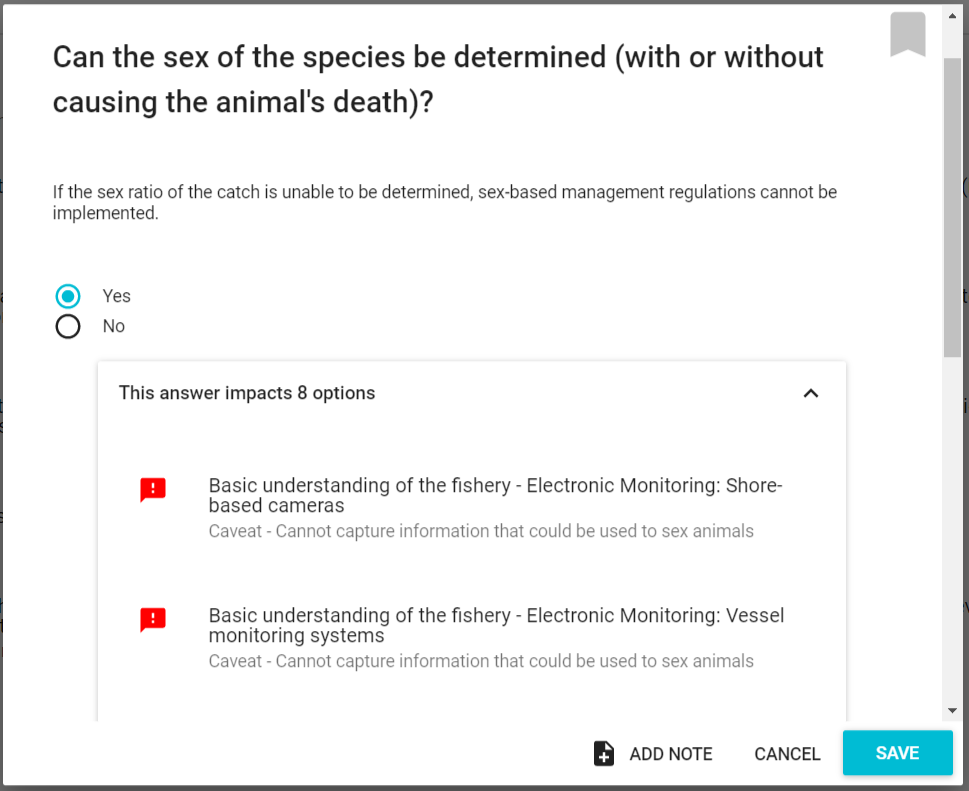 Can the sex of the species be determined (with or without
causing the animal's death)?
If the sex ratio of the catch is unable to be determined, sex-based management regulations cannot be
implemented.
Yes
No
This answer impacts 8 options
Basic understanding of the fishery - Electronic Monitoring: Shore-
based cameras
Caveat - Cannot capture information that could be used to sex animals
Basic understanding of the fishery - Electronic Monitoring: Vessel
monitoring systems
Caveat - Cannot capture information that could be used to sex animals
ADD NOTE
CANCEL
SAVE